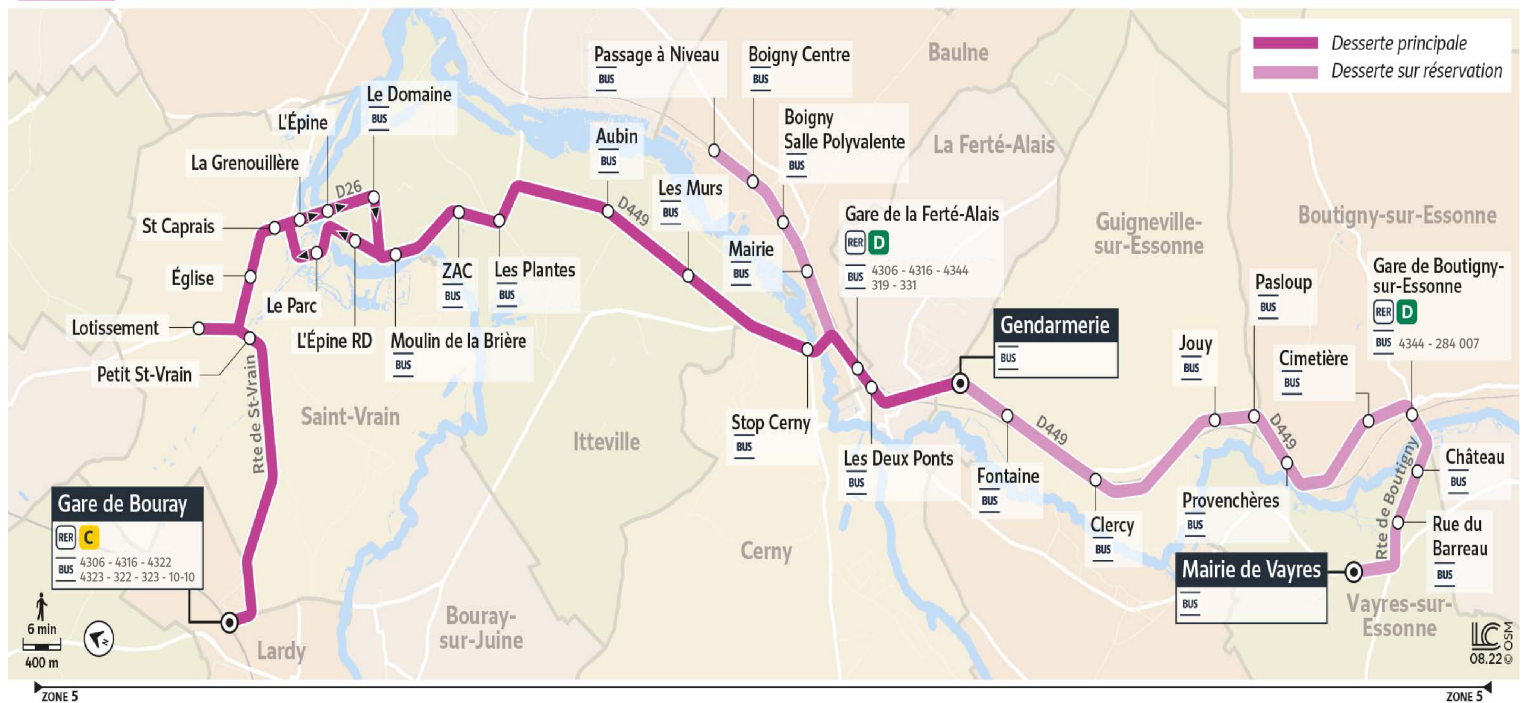 Desserte principale
Desserte sur réservation
Passage à Niveau
BUS
Boigny Centre
BUS
Baulne
Le Domaine
BUS
L'Épine
La Grenouillère
D26
St Caprais
Église
Lotissement
Petit St-Vrain
Le Parc
L'Épine RD
Moulin de la Brière
BUS
ZAC
BUS
Les Plantes
BUS
Aubin
BUS
D449
Les Murs
BUS
Boigny
Salle Polyvalente
BUS
Mairie
BUS
La Ferté-Alais
Gare de la Ferté-Alais
RER D
BUS 4306 - 4316 - 4344
319 - 331
Guigneville-
sur-Essonne
Boutigny-sur-Essonne
Gare de Boutigny-
sur-Essonne
RER D
BUS 4344 - 284 007
Pasloup
BUS
Jouy
BUS
Cimetière
BUS
Gendarmerie
BUS
Rte de St-Vrain
Saint-Vrain
Itteville
Stop Cerny
BUS
Les Deux Ponts
BUS
Fontaine
BUS
D449
D449
Clercy
BUS
Provenchères
BUS
Rte de Boutigny
Château
BUS
Rue du
Barreau
BUS
Mairie de Vayres
BUS
Vayres-sur-
Essonne
Cerny
Gare de Bouray
RER C
BUS 4306 - 4316 - 4322
4323 - 322 - 323 - 10-10
Bouray-
sur-Juine
Lardy
6 min
400 m
N
LC
08.22 © OSM
ZONE 5
ZONE 5